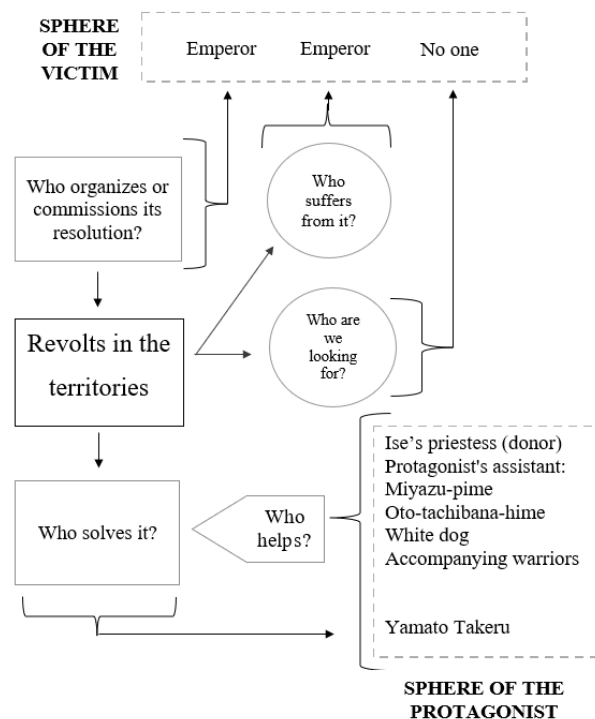 SPHERE
OF THE
VICTIM
Emperor Emperor No one
Who organizes or
commissions its
resolution?
Who
suffers
from it?
Revolts in the
territories
Who are
we
looking
for?
Who solves it?
Who
helps?
Ise's priestess (donor)
Protagonist's assistant:
Miyazu-pime
Oto-tachibana-hime
White dog
Accompanying warriors
Yamato Takeru
SPHERE OF THE
PROTAGONIST